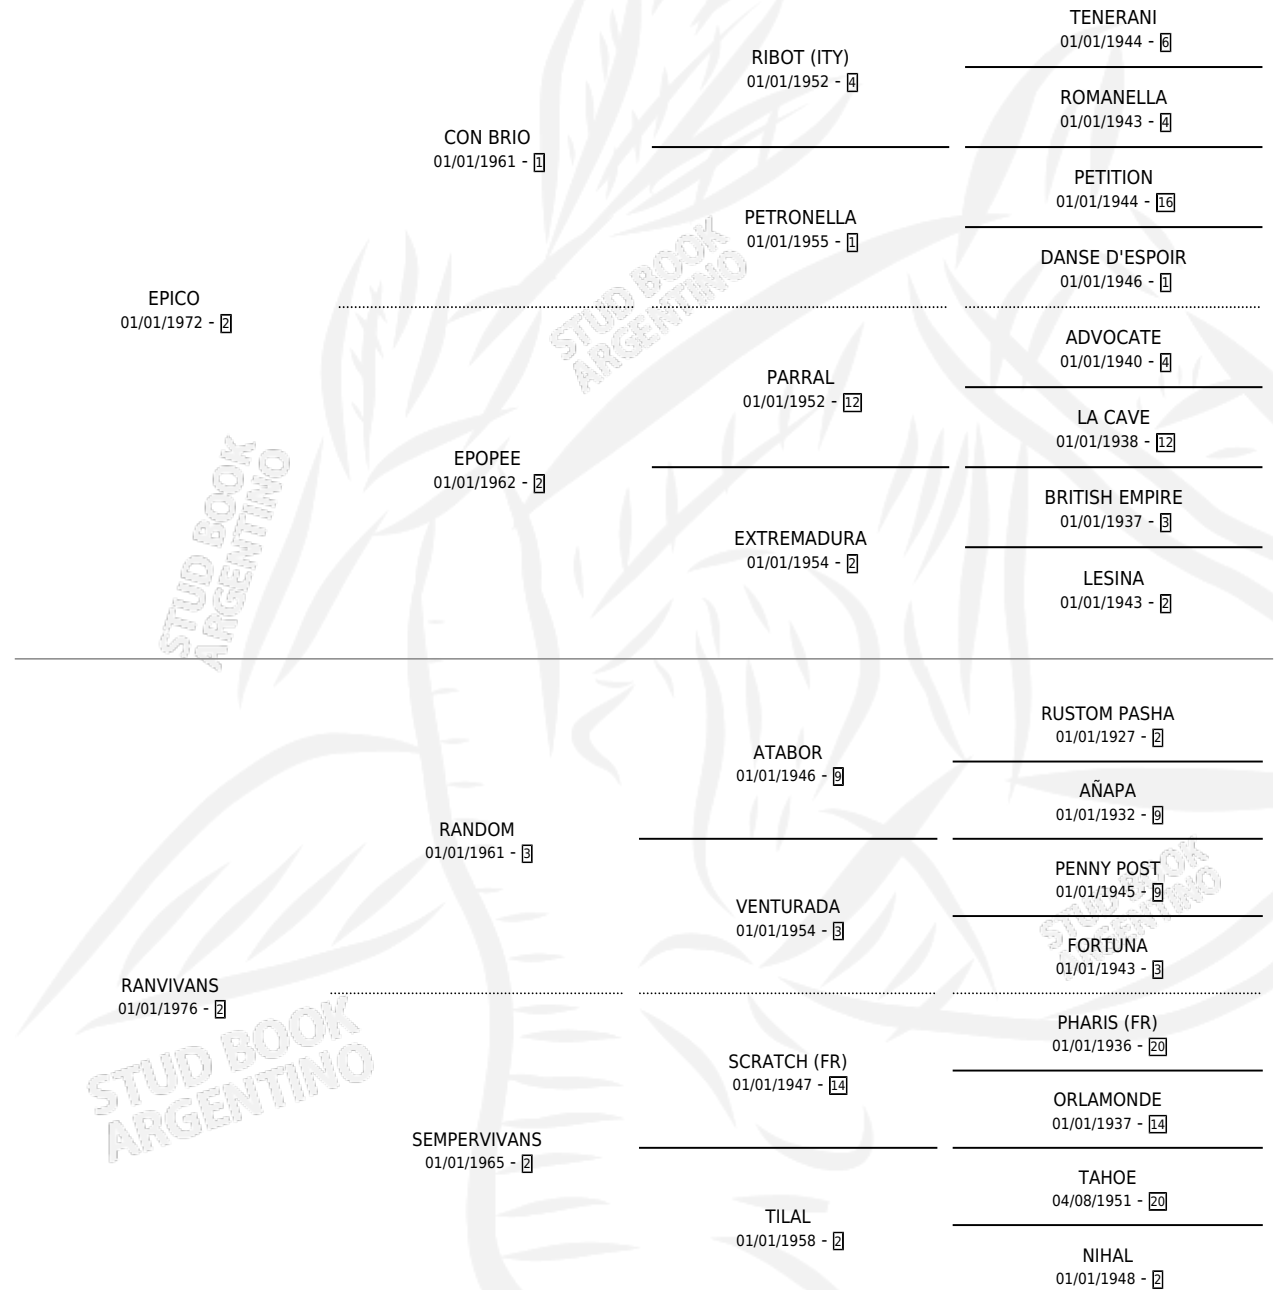 TENERANI
01/01/1944 - 6
RIBOT (ITY)
01/01/1952 - 4
ROMANELLA
01/01/1943 - 4
CON BRIO
01/01/1961 - 1
PETITION
01/01/1944 - 16
PETRONELLA
01/01/1955 - 1
DANSE D'ESPOIR
01/01/1946 - 1
EPICO
01/01/1972 - 2
ADVOCATE
01/01/1940 - 4
PARRAL
01/01/1952 - 12
LA CAVE
01/01/1938 - 12
EPOPEE
01/01/1962 - 2
BRITISH EMPIRE
01/01/1937 - 3
EXTREMADURA
01/01/1954 - 2
LESINA
01/01/1943 - 2
STUD BOOK
ARGENTINO
STUD BOOK
ARGENTINO
RUSTOM PASHA
01/01/1927 - 2
ATABOR
01/01/1946 - 9
AÑAPA
01/01/1932 - 9
RANDOM
01/01/1961 - 3
PENNY POST
01/01/1945 - 9
VENTURADA
01/01/1954 - 3
FORTUNA
01/01/1943 - 3
RANVIVANS
01/01/1976 - 2
PHARIS (FR)
01/01/1936 - 20
SCRATCH (FR)
01/01/1947 - 14
ORLAMONDE
01/01/1937 - 14
SEMPERVIVANS
01/01/1965 - 2
TAHOE
04/08/1951 - 20
TILAL
01/01/1958 - 2
NIHAL
01/01/1948 - 2
STUD BOOK
ARGENTINO
STUD BOOK
ARGENTINO